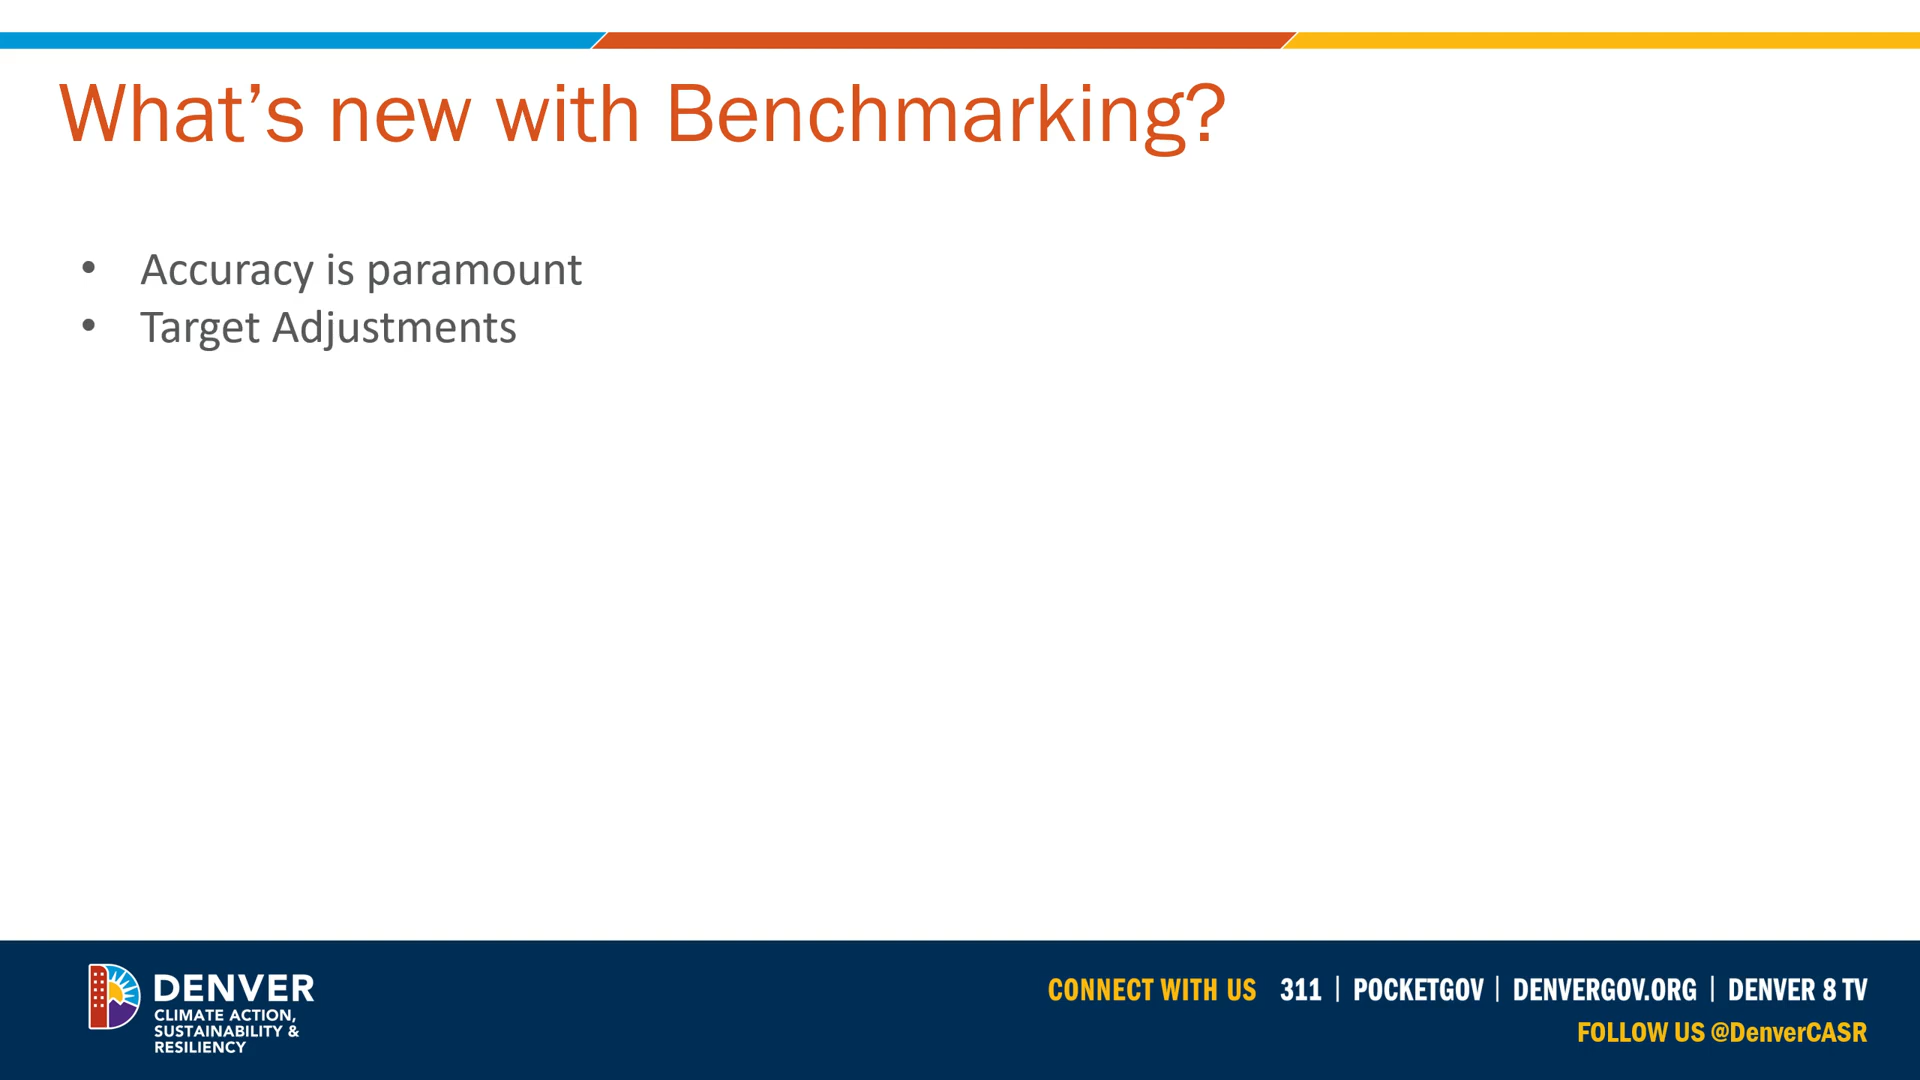 What’s new with Benchmarking?
• Accuracy is paramount
• Target Adjustments
DENVER
CLIMATE ACTION,
SUSTAINABILITY &
RESILIENCY
CONNECT WITH US 311 | POCKETGOV | DENVERGOV.ORG | DENVER 8 TV
FOLLOW US @DenverCASR